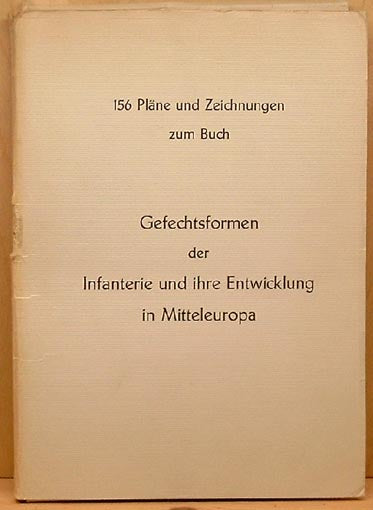 156 Pläne und Zeichnungen
zum Buch
Gefechtsformen
der
Infanterie und ihre Entwicklung
in Mitteleuropa